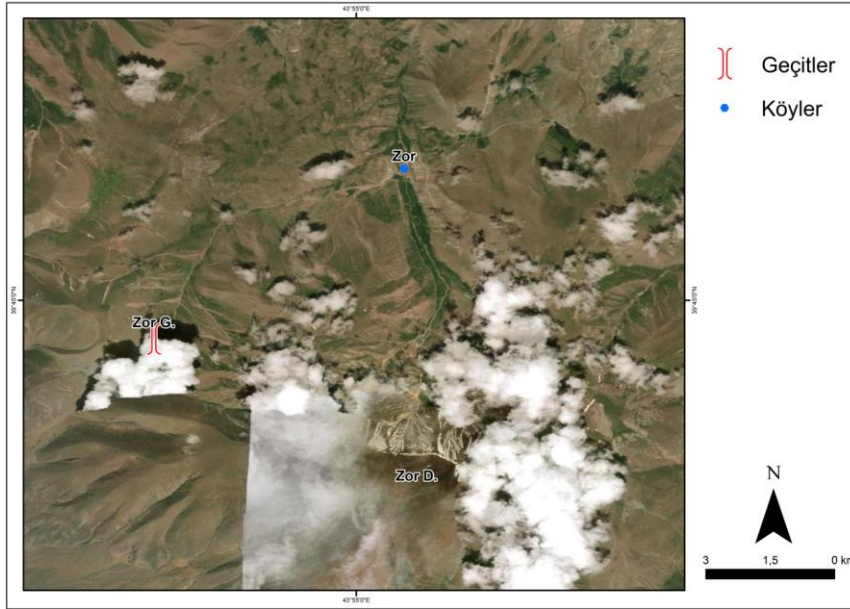 43°55'0"E
Geçitler
Köyler
Zor
39°45'0"N
39°45'0"N
Zor G.
Zor D.
N
3 1,5 0 km
43°55'0"E